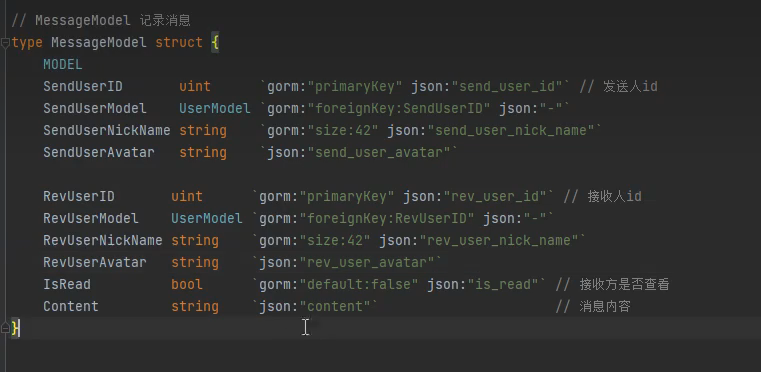 // MessageModel 记录消息
type MessageModel struct {
MODEL
SendUserID uint `gorm:"primaryKey" json:"send_user_id"` // 发送人id
SendUserModel UserModel `gorm:"foreignKey:SendUserID" json:"-"`
SendUserNickName string `gorm:"size:42" json:"send_user_nick_name"`
SendUserAvatar string `json:"send_user_avatar"`
RevUserID uint `gorm:"primaryKey" json:"rev_user_id"` // 接收人id
RevUserModel UserModel `gorm:"foreignKey:RevUserID" json:"-"`
RevUserNickName string `gorm:"size:42" json:"rev_user_nick_name"`
RevUserAvatar string `json:"rev_user_avatar"`
IsRead bool `gorm:"default:false" json:"is_read"` // 接收方是否查看
Content string `json:"content"` // 消息内容
}